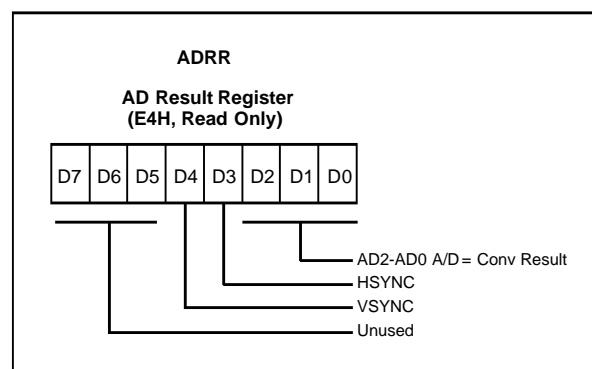 ADRR
AD Result Register
(E4H, Read Only)
D7 D6 D5 D4 D3 D2 D1 D0
AD2-AD0 A/D = Conv Result
HSYNC
VSYNC
Unused